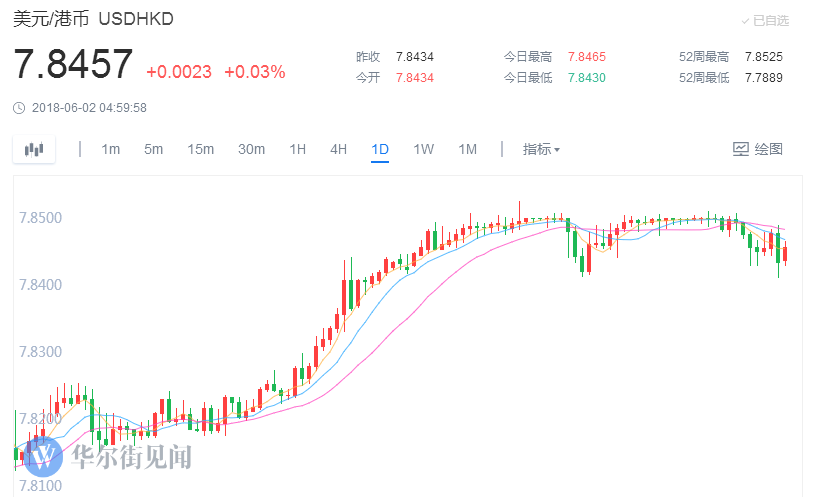 美元/港币 USDHKD
已自选
7.8457 +0.0023 +0.03%
昨收 7.8434 今日最高 7.8465 52周最高 7.8525
今开 7.8434 今日最低 7.8430 52周最低 7.7889
2018-06-02 04:59:58
1m 5m 15m 30m 1H 4H 1D 1W 1M 指标 绘图
7.8500
7.8400
7.8300
7.8200
W 华尔街见闻
7.8100